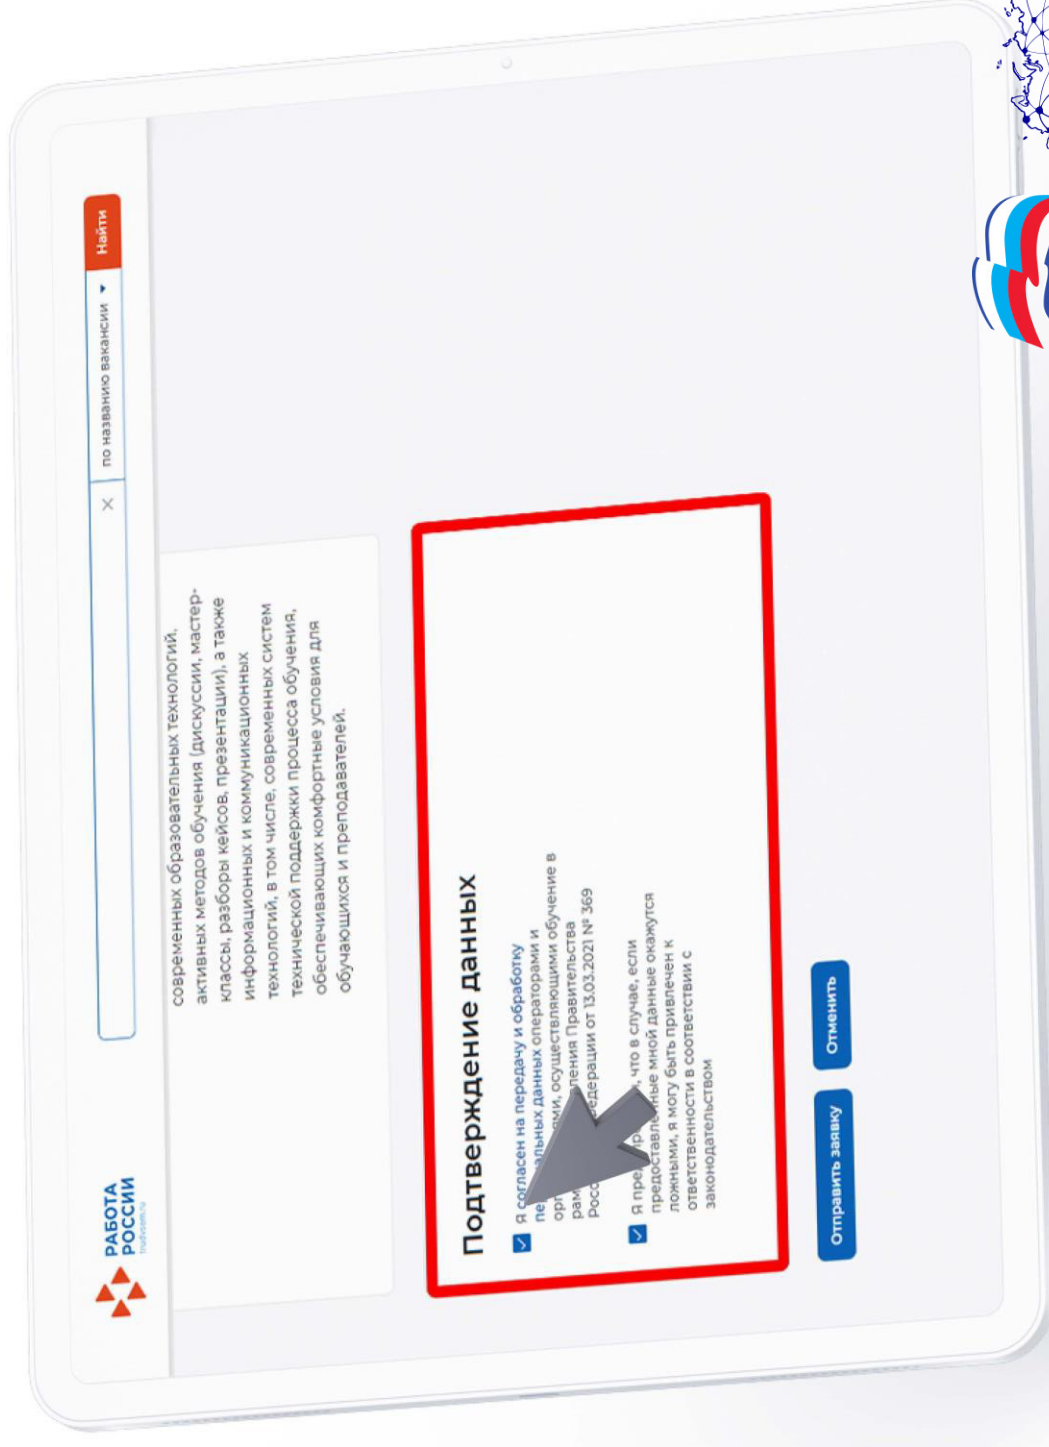 РАБОТА
РОССИИ
trudvsem.ru
по названию вакансии
Найти
современных образовательных технологий,
активных методов обучения (дискуссии, мастер-
классы, разборы кейсов, презентации), а также
информационных и коммуникационных
технологий, в том числе, современных систем
технической поддержки процесса обучения,
обеспечивающих комфортные условия для
обучающихся и преподавателей.
Подтверждение данных
Я согласен на передачу и обработку
данных операторами и
осуществляющими обучение в
Правительства
от 13.03.2021 № 369
Я что в случае, если
мной данные окажутся
ложными, я могу быть привлечен к
ответственности в соответствии с
законодательством
Отправить заявку
Отменить